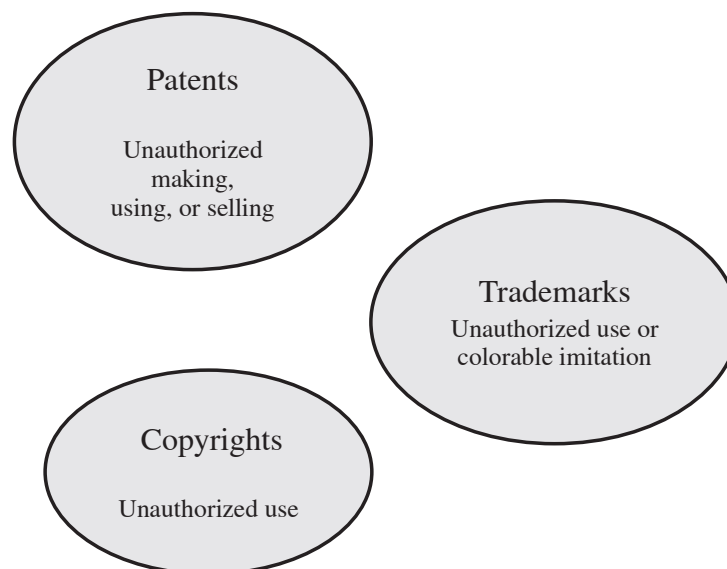 Patents
Unauthorized
making,
using, or selling
Trademarks
Unauthorized use or
colorable imitation
Copyrights
Unauthorized use